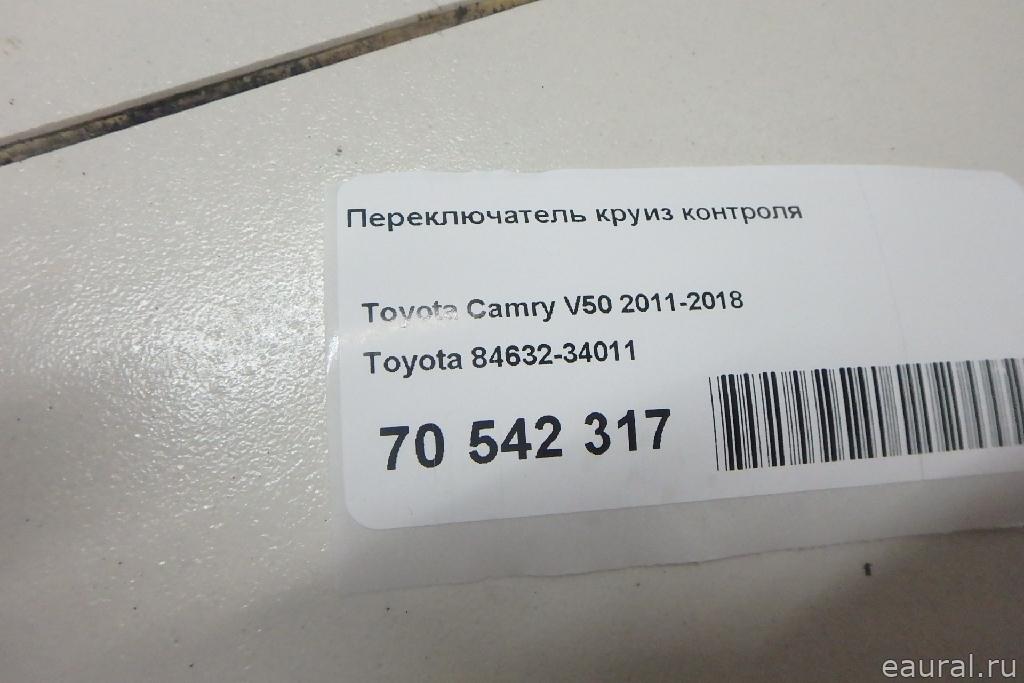 Переключатель круиз контроля
Toyota Camry V50 2011-2018
Toyota 84632-34011
70 542 317
eaural.ru